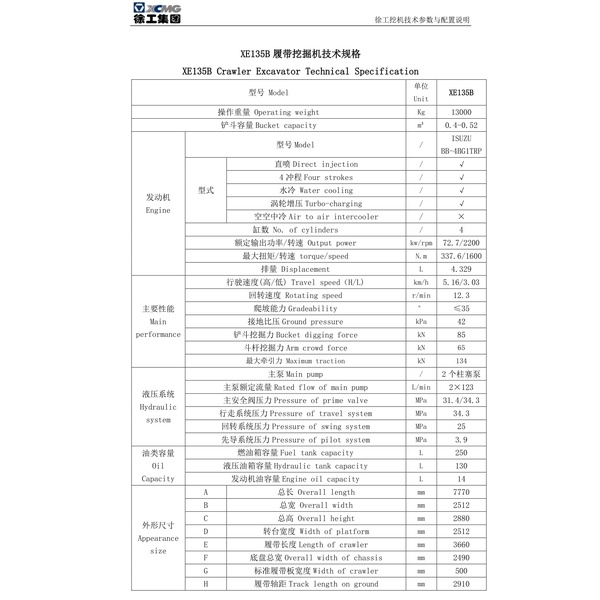 XCMG
徐工集团
徐工挖机技术参数与配置说明
XE135B 履带挖掘机技术规格
XE135B Crawler Excavator Technical Specification
型号 Model 单位 Unit XE135B
操作重量 Operating weight Kg 13000
铲斗容量 Bucket capacity m³ 0.4-0.52
发动机 Engine
型号 Model / ISUZU BB-4BG1TRP
型式
直喷 Direct injection / √
4 冲程 Four strokes / √
水冷 Water cooling / √
涡轮增压 Turbo-charging / √
空空中冷 Air to air intercooler / ×
缸数 No. of cylinders / 4
额定输出功率/转速 Output power kw/rpm 72.7/2200
最大扭矩/转速 torque/speed N.m 337.6/1600
排量 Displacement L 4.329
主要性能 Main performance
行驶速度(高/低) Travel speed (H/L) km/h 5.16/3.03
回转速度 Rotating speed r/min 12.3
爬坡能力 Gradeability ° ≤35
接地比压 Ground pressure kPa 42
铲斗挖掘力 Bucket digging force kN 85
斗杆挖掘力 Arm crowd force kN 65
最大牵引力 Maximum traction kN 134
液压系统 Hydraulic system
主泵 Main pump / 2 个柱塞泵
主泵额定流量 Rated flow of main pump L/min 2×123
主安全阀压力 Pressure of prime valve MPa 31.4/34.3
行走系统压力 Pressure of travel system MPa 34.3
回转系统压力 Pressure of swing system MPa 25
先导系统压力 Pressure of pilot system MPa 3.9
油类容量 Oil Capacity
燃油箱容量 Fuel tank capacity L 250
液压油箱容量 Hydraulic tank capacity L 130
发动机油容量 Engine oil capacity L 14
外形尺寸 Appearance size
A 总长 Overall length mm 7770
B 总宽 Overall width mm 2512
C 总高 Overall height mm 2880
D 转台宽度 Width of platform mm 2512
E 履带长度 Length of crawler mm 3660
F 底盘总宽 Overall width of chassis mm 2490
G 标准履带板宽度 Width of crawler mm 500
H 履带轴距 Track length on ground mm 2910